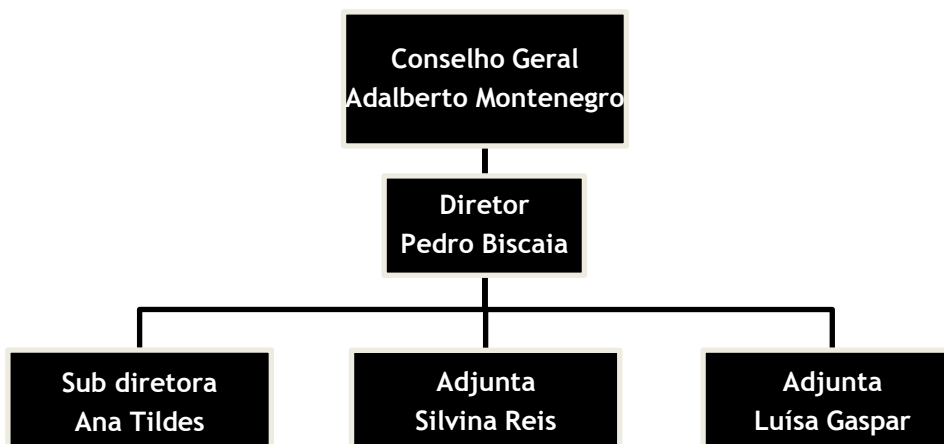 Conselho Geral
Adalberto Montenegro
Diretor
Pedro Biscaia
Sub diretora
Ana Tildes
Adjunta
Silvina Reis
Adjunta
Luísa Gaspar